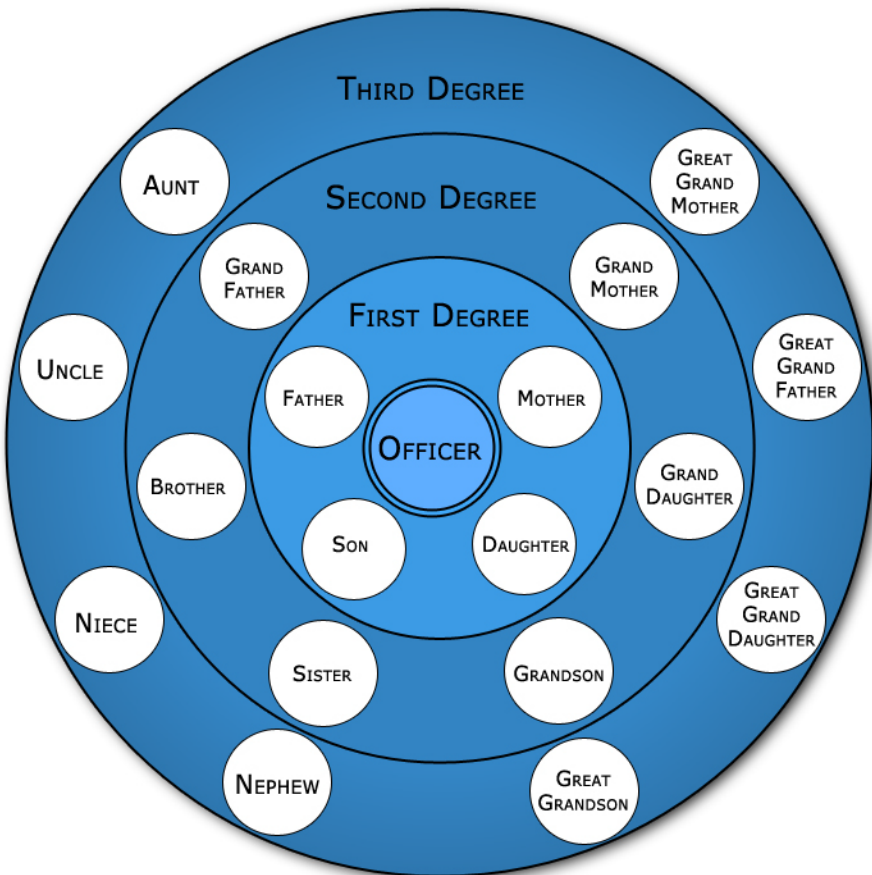 Third Degree
Aunt
Great
Grand
Mother
Second Degree
Grand
Father
Grand
Mother
First Degree
Uncle
Great
Grand
Father
Father
Mother
Officer
Brother
Grand
Daughter
Son
Daughter
Niece
Great
Grand
Daughter
Sister
Grandson
Nephew
Great
Grandson